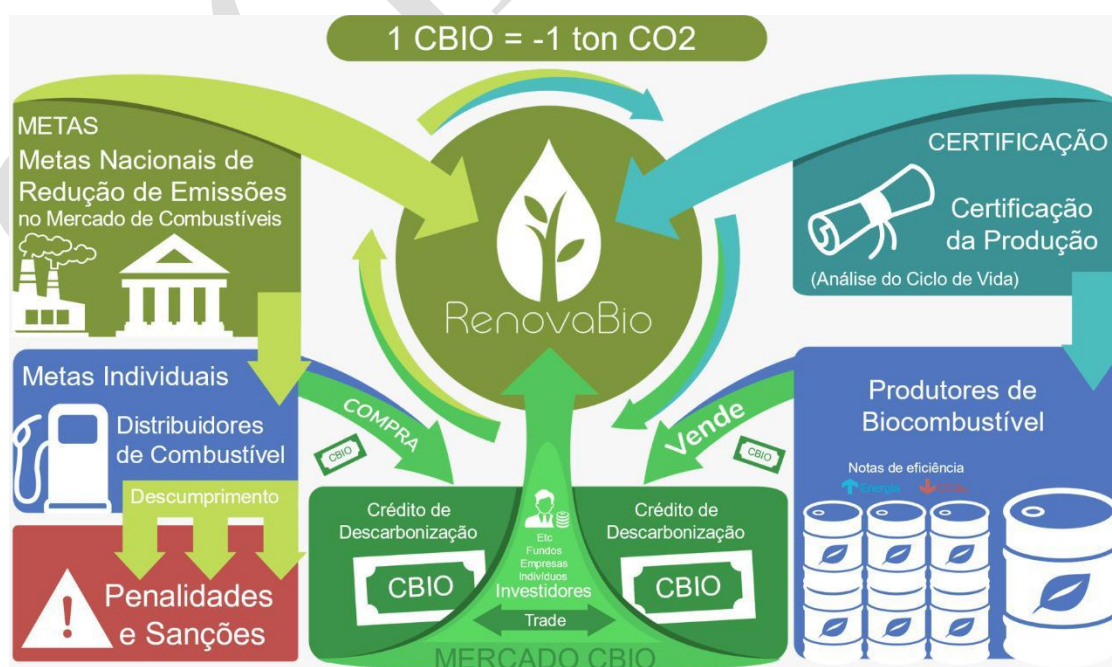 1 CBIO = -1 ton CO2
METAS
Metas Nacionais de
Redução de Emissões
no Mercado de Combustíveis
RenovaBio
CERTIFICAÇÃO
Certificação
da Produção
(Análise do Ciclo de Vida)
Metas Individuais
Distribuidores
de Combustível
Descumprimento
Penalidades
e Sanções
COMPRA
CBIO
Vende
CBIO
Crédito de
Descarbonização
CBIO
Etc
Fundos
Empresas
Indivíduos
Investidores
Trade
Crédito de
Descarbonização
CBIO
MERCADO CBIO
Produtores de
Biocombustível
Notas de eficiência
Energia